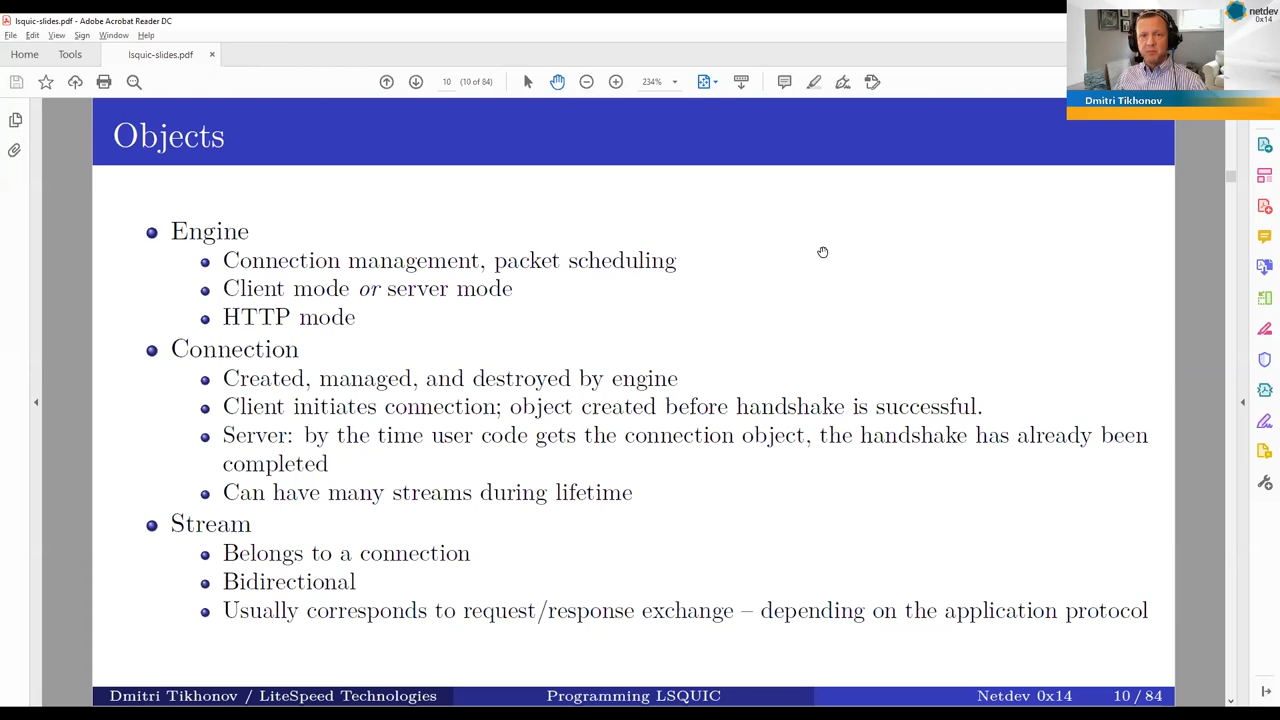 lsquic-slides.pdf - Adobe Acrobat Reader DC
File Edit View Sign Window Help
Home Tools lsquic-slides.pdf ×
10 (10 of 84) 234%
netdev
0x14
Dmitri Tikhonov
Objects
Engine
Connection management, packet scheduling
Client mode or server mode
HTTP mode
Connection
Created, managed, and destroyed by engine
Client initiates connection; object created before handshake is successful.
Server: by the time user code gets the connection object, the handshake has already been
completed
Can have many streams during lifetime
Stream
Belongs to a connection
Bidirectional
Usually corresponds to request/response exchange – depending on the application protocol
Dmitri Tikhonov / LiteSpeed Technologies Programming LSQUIC Netdev 0x14 10 / 84